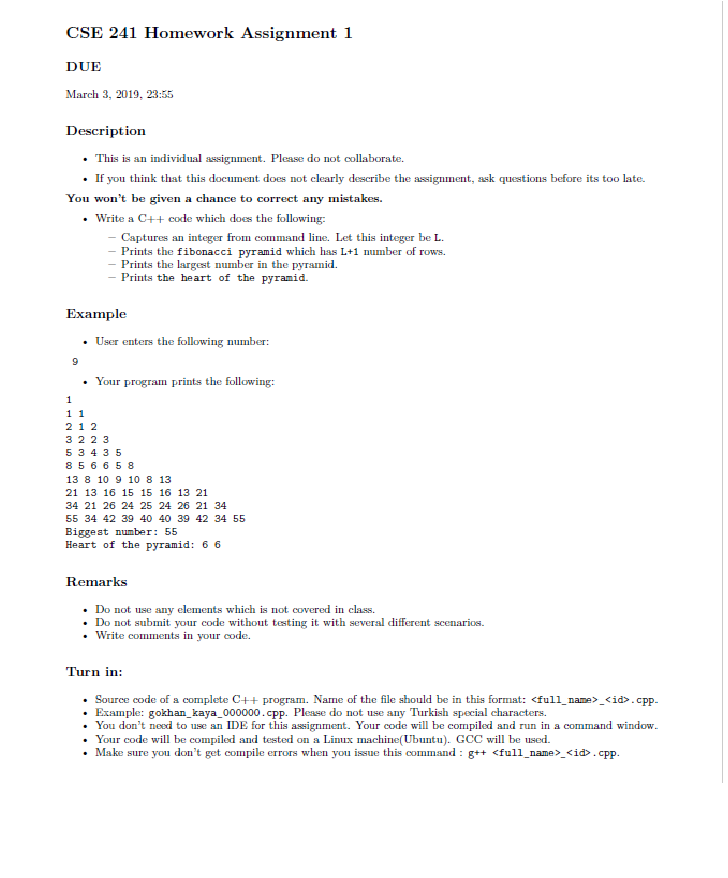 CSE 241 Homework Assignment 1
DUE
March 3, 2019, 23:55
Description
• This is an individual assignment. Please do not collaborate.
• If you think that this document does not clearly describe the assignment, ask questions before its too late.
You won't be given a chance to correct any mistakes.
• Write a C++ code which does the following:
– Captures an integer from command line. Let this integer be L.
– Prints the fibonacci pyramid which has L+1 number of rows.
– Prints the largest number in the pyramid.
– Prints the heart of the pyramid.
Example
• User enters the following number:
9
• Your program prints the following:
1
1 1
2 1 2
3 2 2 3
5 3 4 3 5
8 5 6 6 5 8
13 8 10 9 10 8 13
21 13 16 15 15 16 13 21
34 21 26 24 25 24 26 21 34
55 34 42 39 40 40 39 42 34 55
Biggest number: 55
Heart of the pyramid: 6 6
Remarks
• Do not use any elements which is not covered in class.
• Do not submit your code without testing it with several different scenarios.
• Write comments in your code.
Turn in:
• Source code of a complete C++ program. Name of the file should be in this format: <full_name>_<id>.cpp.
• Example: gokhan_kaya_000000.cpp. Please do not use any Turkish special characters.
• You don't need to use an IDE for this assignment. Your code will be compiled and run in a command window.
• Your code will be compiled and tested on a Linux machine(Ubuntu). GCC will be used.
• Make sure you don't get compile errors when you issue this command : g++ <full_name>_<id>.cpp.